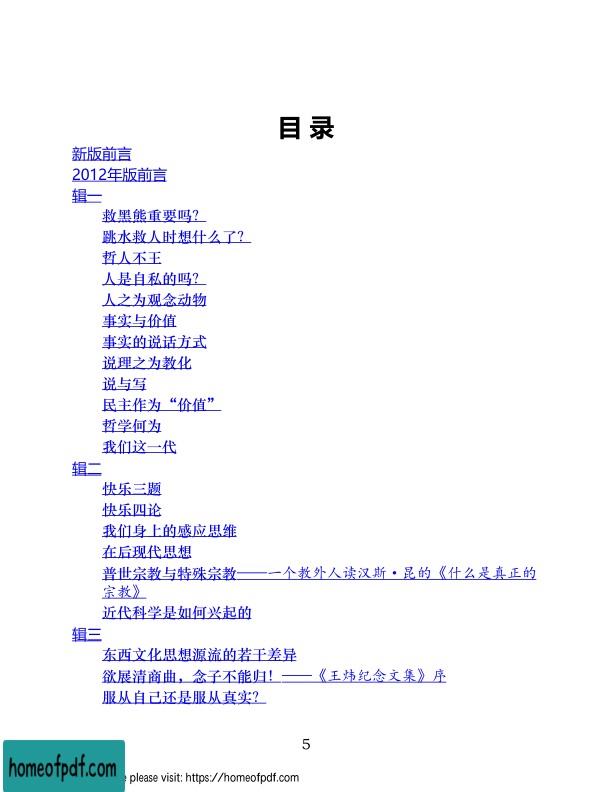 目 录
新版前言
2012年版前言
辑一
救黑熊重要吗？
跳水救人时想什么了？
哲人不王
人是自私的吗？
人之为观念动物
事实与价值
事实的说话方式
说理之为教化
说与写
民主作为“价值”
哲学何为
我们这一代
辑二
快乐三题
快乐四论
我们身上的感应思维
在后现代思想
普世宗教与特殊宗教——一个教外人读汉斯·昆的《什么是真正的
宗教》
近代科学是如何兴起的
辑三
东西文化思想源流的若干差异
欲展清商曲，念子不能归！——《王炜纪念文集》序
服从自己还是服从真实？
5
homeofpdf.com
e please visit: https://homeofpdf.com